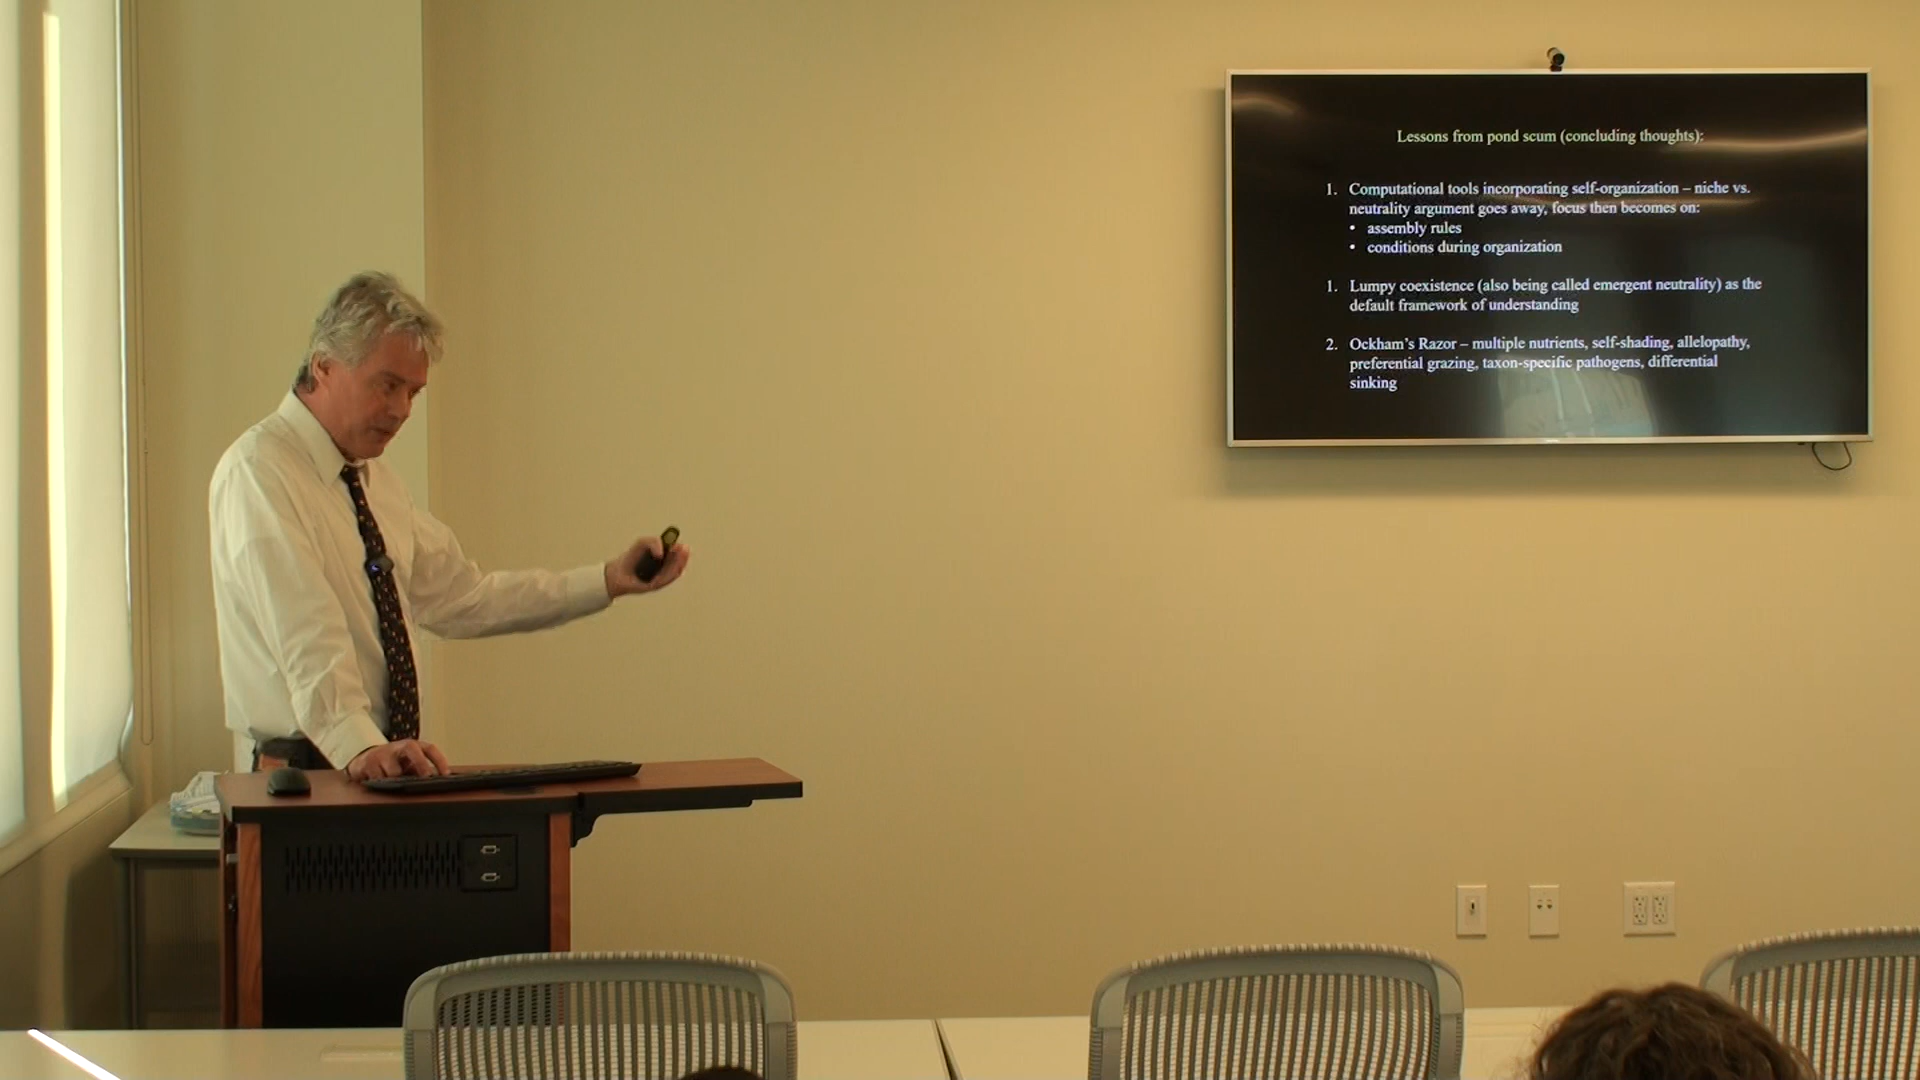 Lessons from pond scum (concluding thoughts):
1. Computational tools incorporating self-organization – niche vs.
neutrality argument goes away, focus then becomes on:
• assembly rules
• conditions during organization
1. Lumpy coexistence (also being called emergent neutrality) as the
default framework of understanding
2. Ockham's Razor – multiple nutrients, self-shading, allelopathy,
preferential grazing, taxon-specific pathogens, differential
sinking